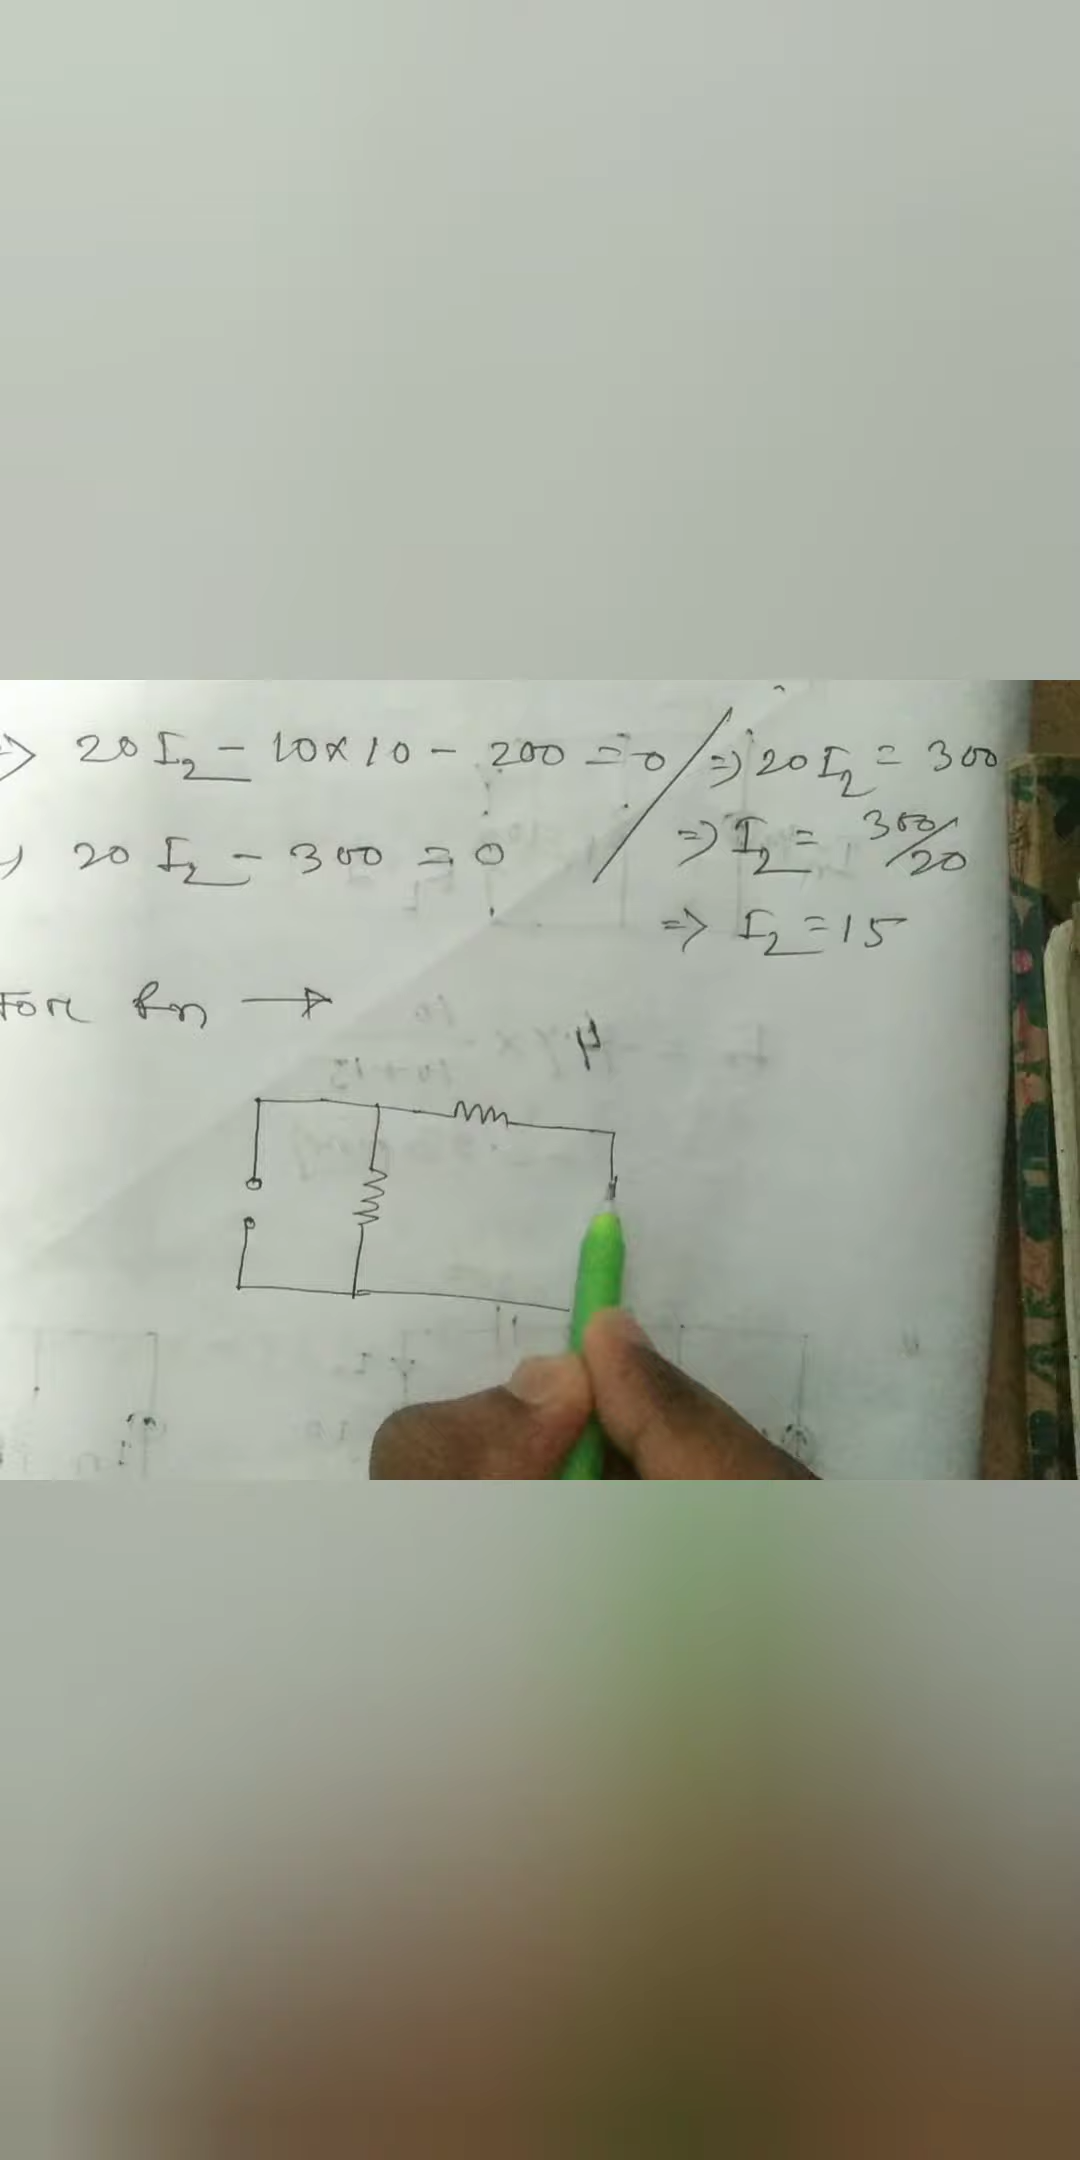 => 20 I₂ - 10 × 10 - 200 = 0
20 I₂ - 300 = 0
=> 20 I₂ = 300
=> I₂ = 300/20
=> I₂ = 15
For Rn →